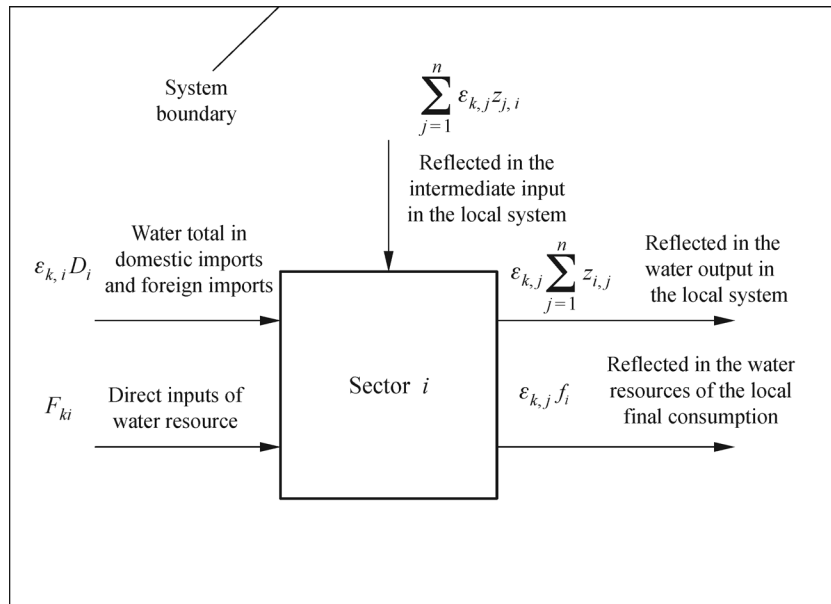 System
boundary
\sum_{j=1}^{n} ε_{k,j} z_{j,i}
Reflected in the
intermediate input
in the local system
ε_{k,i} D_i
Water total in
domestic imports
and foreign imports
ε_{k,j} \sum_{j=1}^{n} z_{i,j}
Reflected in the
water output in
the local system
F_{ki}
Direct inputs of
water resource
Sector i
ε_{k,j} f_i
Reflected in the water
resources of the local
final consumption